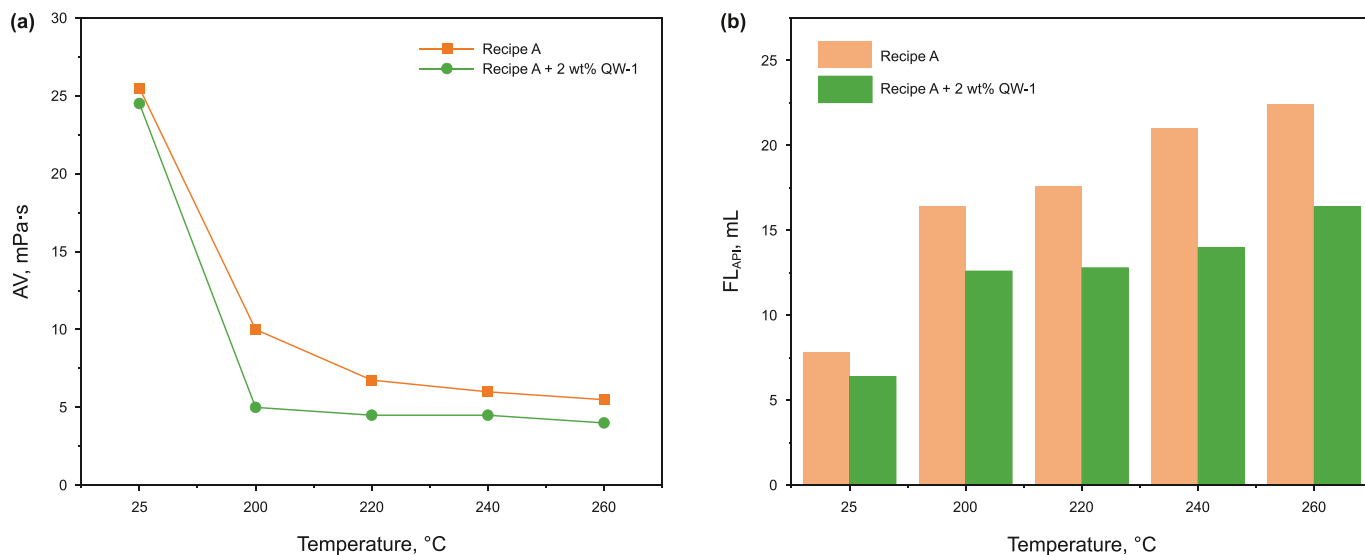 (a)
30
25
20
15
10
5
0
AV, mPa·s
Recipe A
Recipe A + 2 wt% QW-1
25 200 220 240 260
Temperature, °C
(b)
25
20
15
10
5
0
FLAPI, mL
Recipe A
Recipe A + 2 wt% QW-1
25 200 220 240 260
Temperature, °C